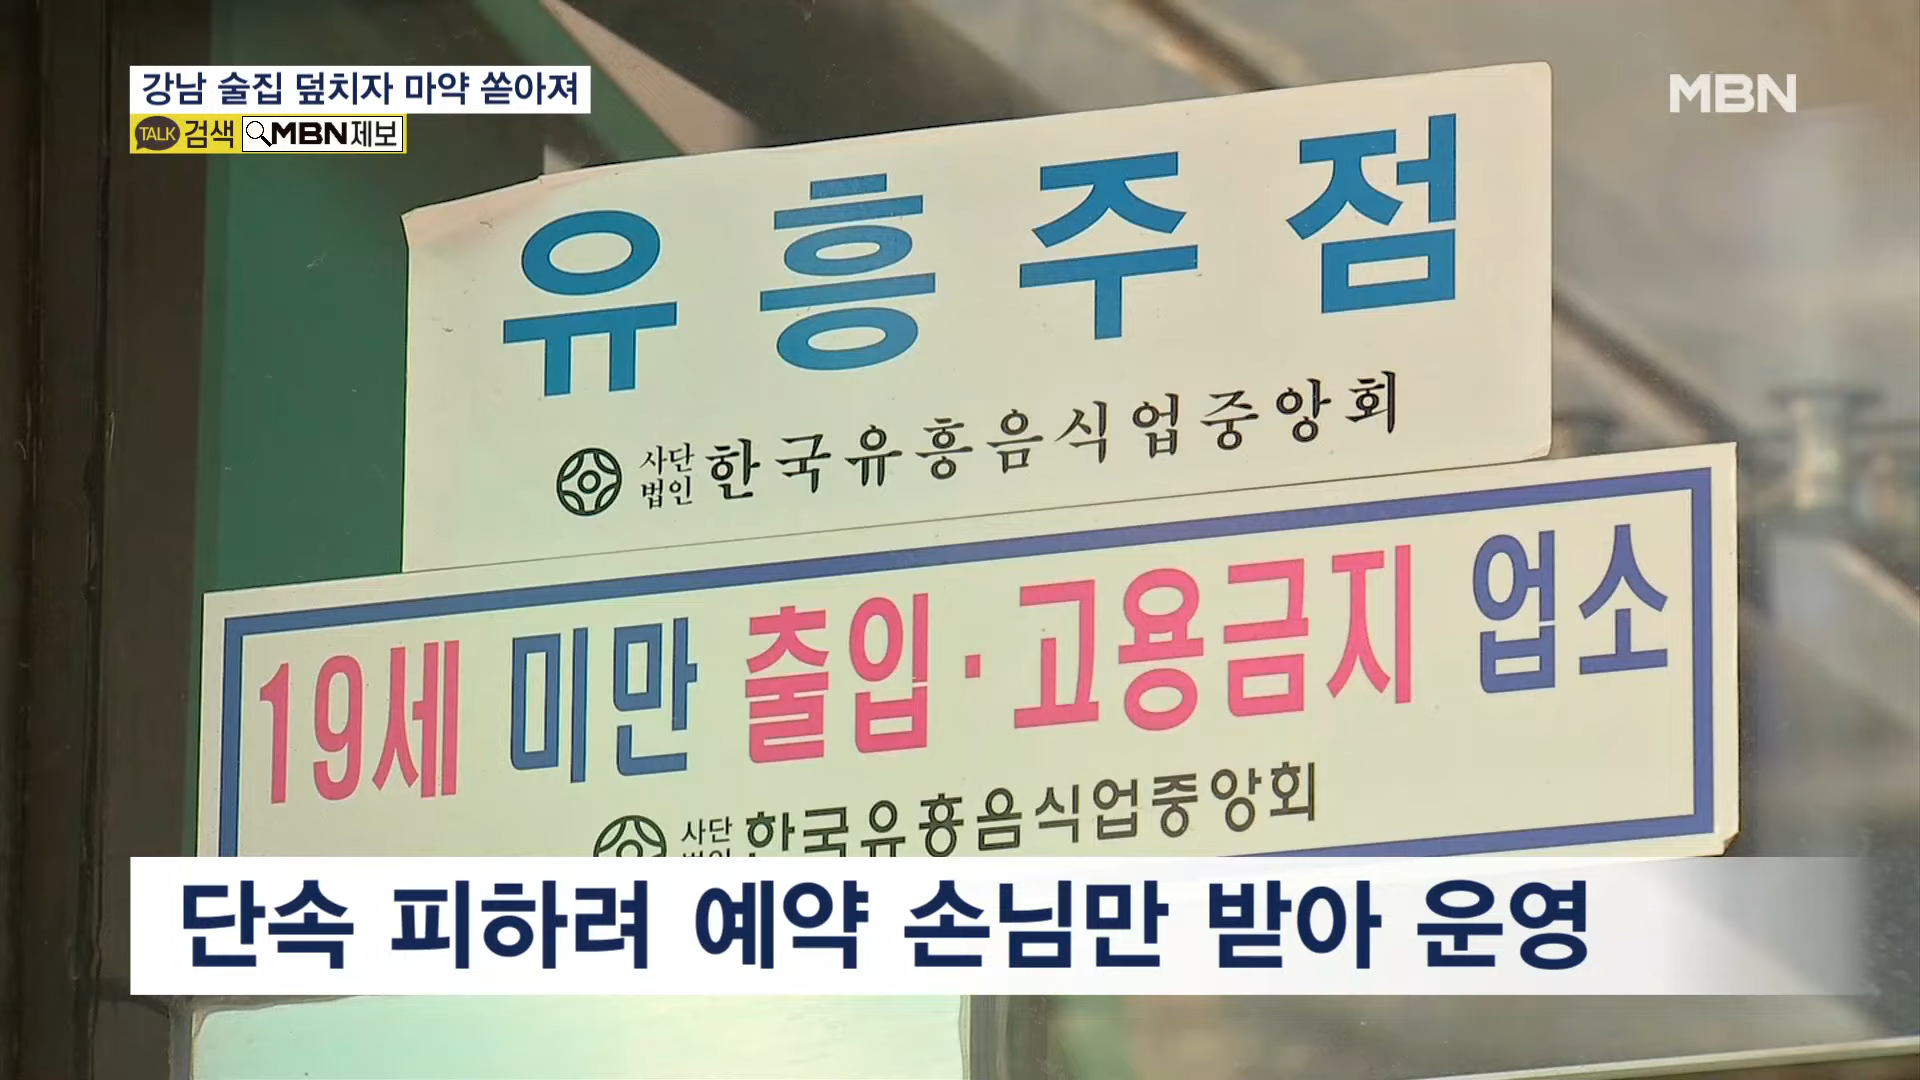 강남 술집 덮치자 마약 쏟아져
TALK 검색 MBN제보
MBN
유흥주점
사단법인 한국유흥음식업중앙회
19세 미만 출입·고용금지 업소
사단법인 한국유흥음식업중앙회
단속 피하려 예약 손님만 받아 운영